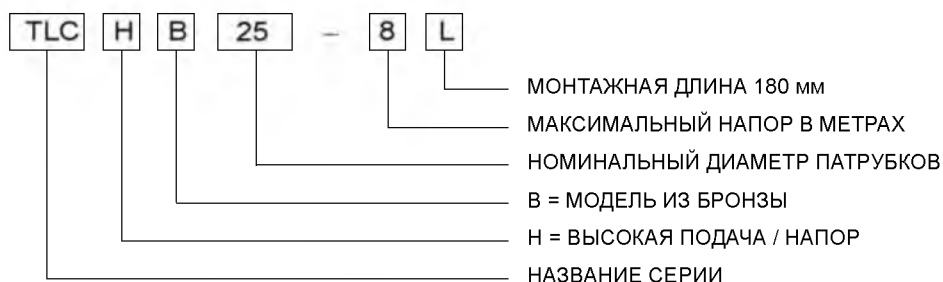 TLC H B 25 - 8 L
МОНТАЖНАЯ ДЛИНА 180 мм
МАКСИМАЛЬНЫЙ НАПОР В МЕТРАХ
НОМИНАЛЬНЫЙ ДИАМЕТР ПАТРУБКОВ
B = МОДЕЛЬ ИЗ БРОНЗЫ
H = ВЫСОКАЯ ПОДАЧА / НАПОР
НАЗВАНИЕ СЕРИИ